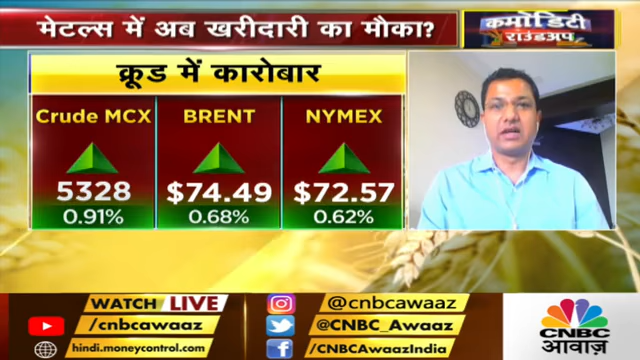 मेटल्स में अब खरीदारी का मौका?
कमोडिटी
राउंडअप
क्रूड में कारोबार
Crude MCX BRENT NYMEX
5328 $74.49 $72.57
0.91% 0.68% 0.62%
WATCH LIVE
/cnbcawaaz
hindi.moneycontrol.com
@cnbcawaaz
@CNBC_Awaaz
/CNBCAwaazIndia
CNBC
आवाज़